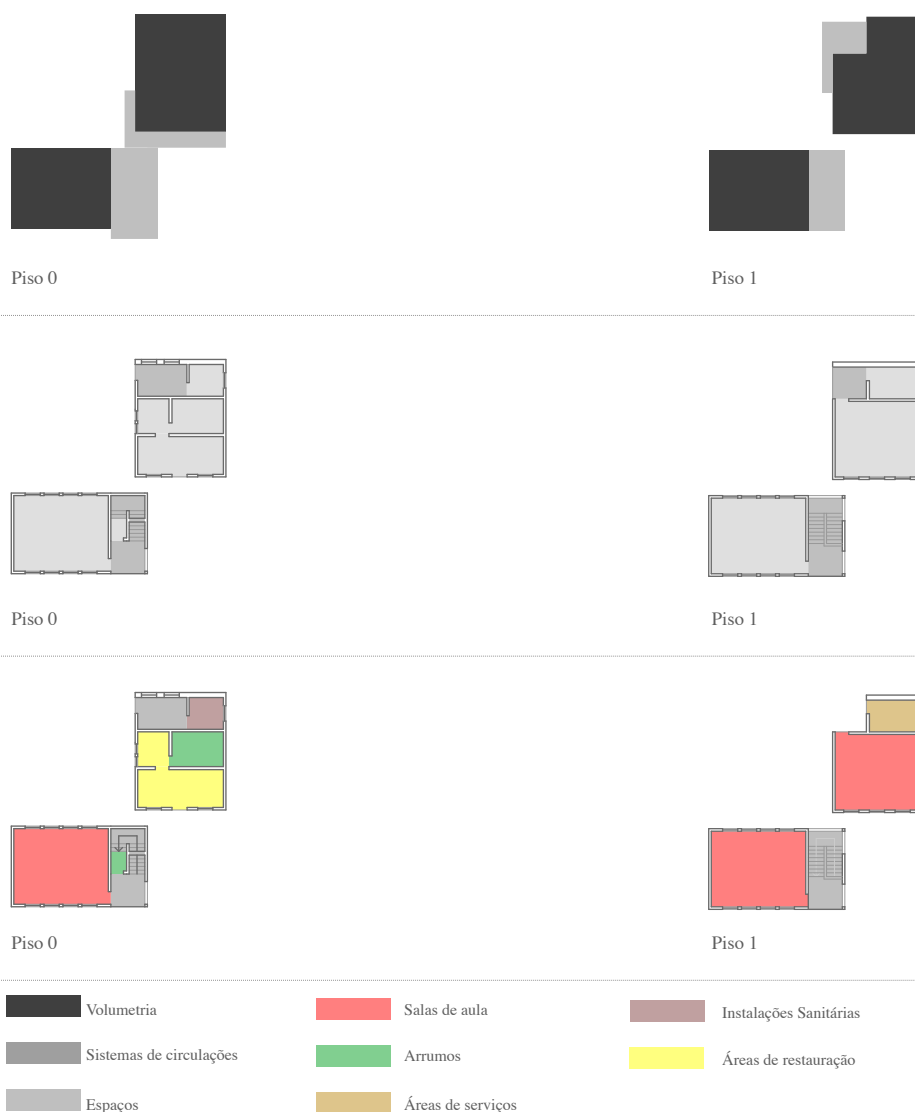 Piso 0
Piso 1
Piso 0
Piso 1
Piso 0
Piso 1
Volumetria
Salas de aula
Instalações Sanitárias
Sistemas de circulações
Arrumos
Áreas de restauração
Espaços
Áreas de serviços